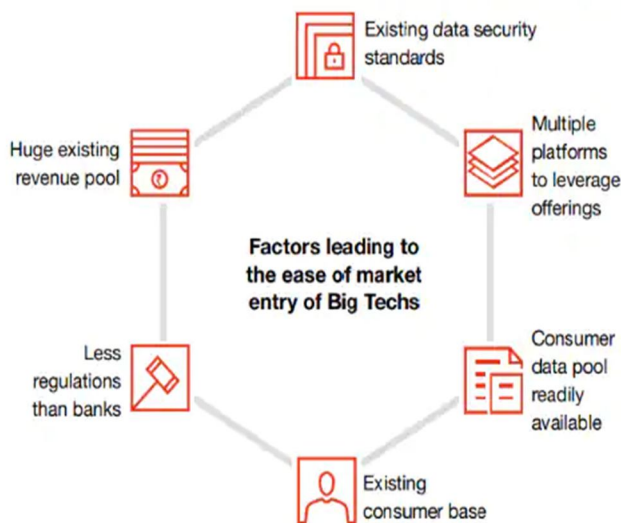 Existing data security
standards
Multiple
platforms
to leverage
offerings
Huge existing
revenue pool
Factors leading to
the ease of market
entry of Big Techs
Consumer
data pool
readily
available
Less
regulations
than banks
Existing
consumer base